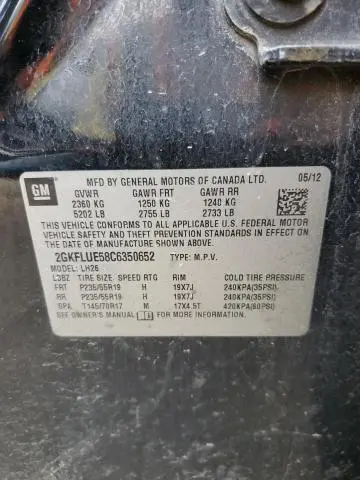 GM MFD BY GENERAL MOTORS OF CANADA LTD. 05/12
GVWR GAWR FRT GAWR RR
2360 KG 1250 KG 1240 KG
5202 LB 2755 LB 2733 LB
THIS VEHICLE CONFORMS TO ALL APPLICABLE U.S. FEDERAL MOTOR
VEHICLE SAFETY AND THEFT PREVENTION STANDARDS IN EFFECT
ON THE DATE OF MANUFACTURE SHOWN ABOVE.
2GKFLUE58C6350652 TYPE: M.P.V.
MODEL: LH26
TIRE SIZE SPEED RTG RIM COLD TIRE PRESSURE
FRT P235/55R19 H 19X7J 240KPA(35PSI)
RR P235/55R19 H 19X7J 240KPA(35PSI)
SPA T145/70R17 M 17X4.5T 420KPA(60PSI)
SEE OWNER'S MANUAL FOR MORE INFORMATION.